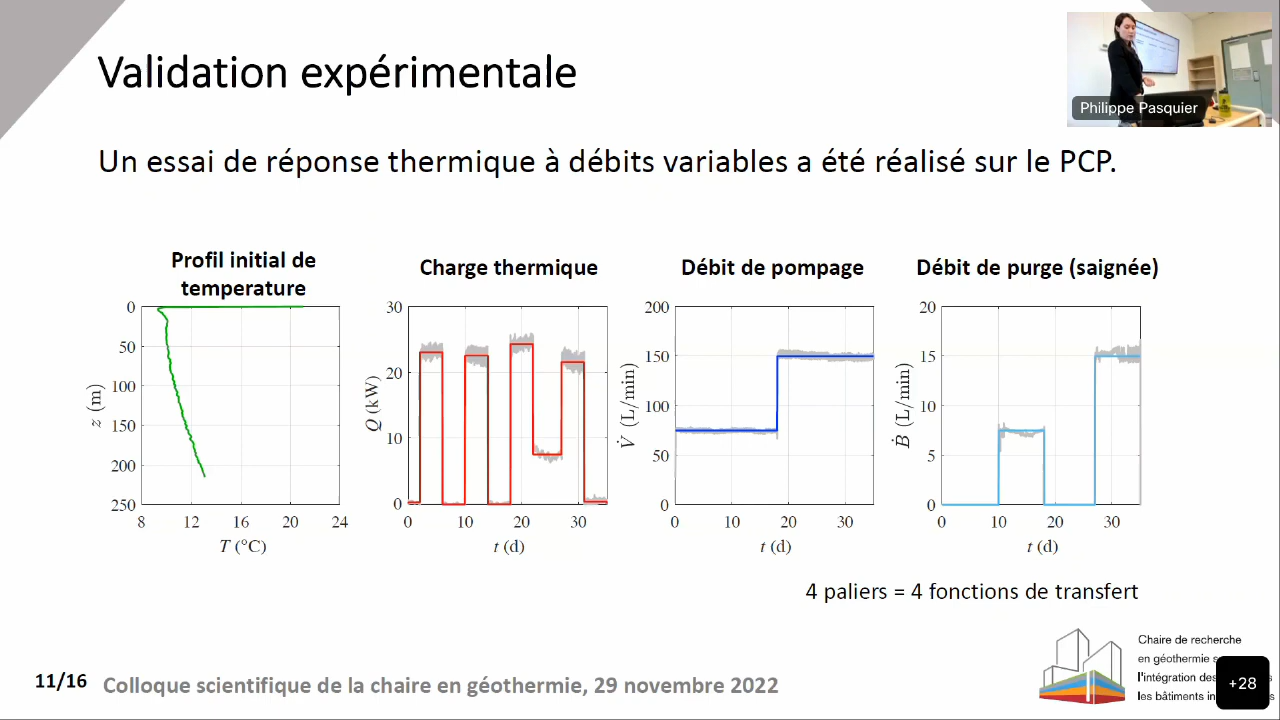 Validation expérimentale
Philippe Pasquier
Un essai de réponse thermique à débits variables a été réalisé sur le PCP.
Profil initial de
temperature
Charge thermique
Débit de pompage
Débit de purge (saignée)
0
50
100
150
200
250
z (m)
8 12 16 20 24
T (°C)
30
20
10
0
Q̇ (kW)
0 10 20 30
t (d)
200
150
100
50
0
V̇ (L/min)
0 10 20 30
t (d)
20
15
10
5
0
Ḃ (L/min)
0 10 20 30
t (d)
4 paliers = 4 fonctions de transfert
Chaire de recherche
en géothermie
l'intégration des
les bâtiments
+28
11/16
Colloque scientifique de la chaire en géothermie, 29 novembre 2022